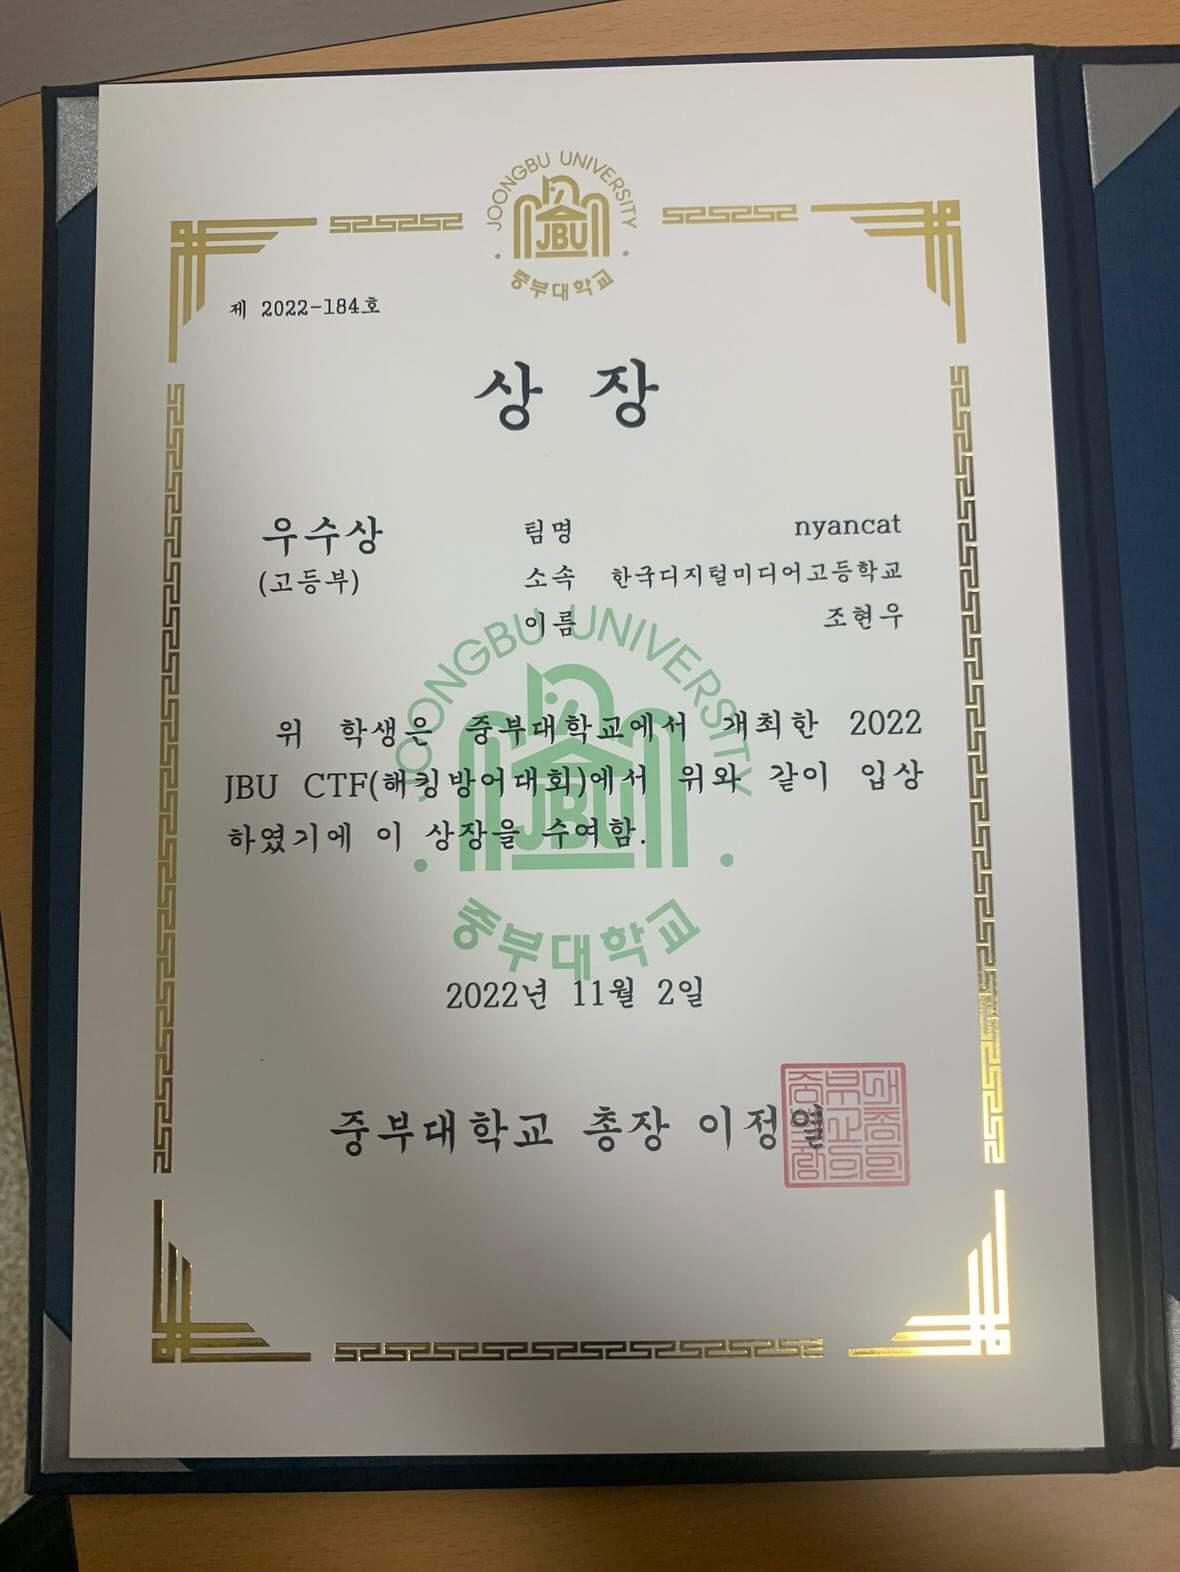 JOONGBU UNIVERSITY
JBU
중부대학교
제 2022-184호
상 장
우수상
(고등부)
팀명 nyancat
소속 한국디지털미디어고등학교
이름 조현우
JOONGBU UNIVERSITY
위 학생은 중부대학교에서 개최한 2022
JBU CTF(해킹방어대회)에서 위와 같이 입상
하였기에 이 상장을 수여함.
JBU
중부대학교
2022년 11월 2일
중부대학교 총장 이정열
중부대
학교총
장의인